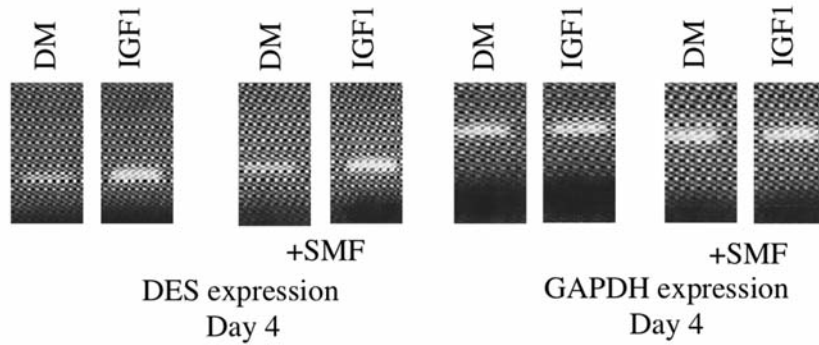 DM IGF1 DM IGF1 DM IGF1 DM IGF1
+SMF +SMF
DES expression GAPDH expression
Day 4 Day 4